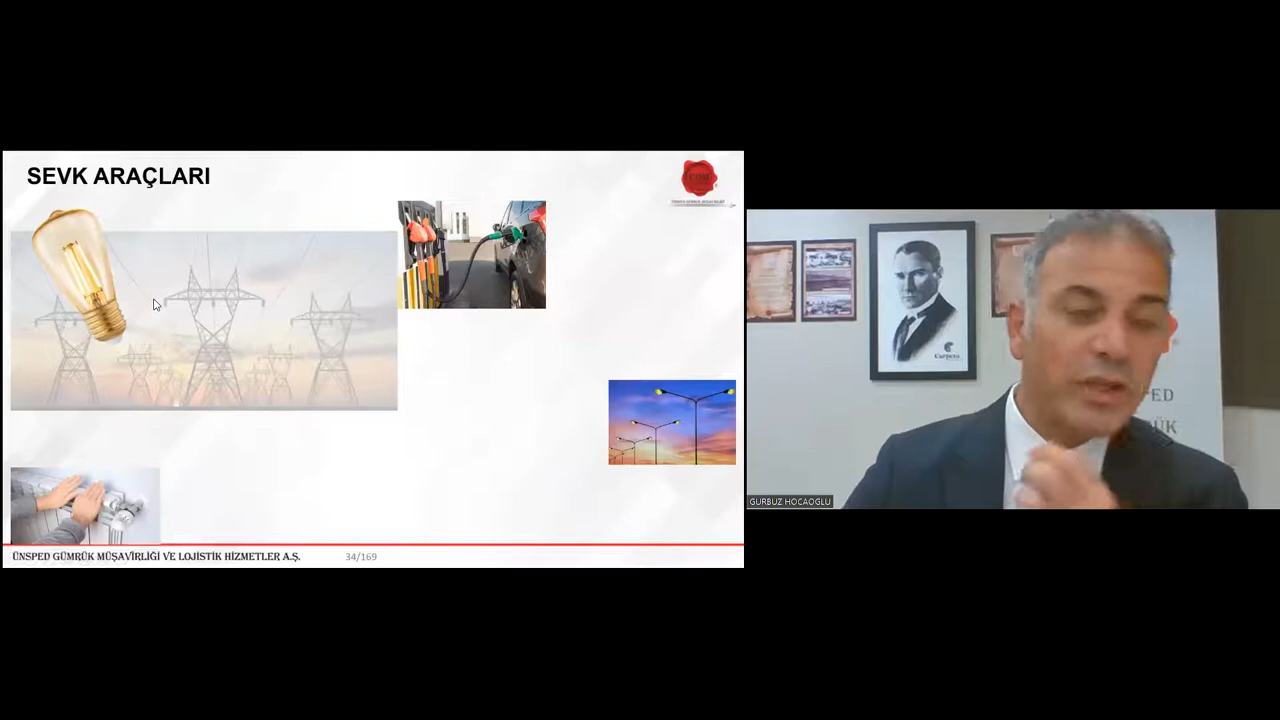 SEVK ARAÇLARI
ÜNSPED GÜMRÜK MÜŞAVİRLİĞİ VE LOJİSTİK HİZMETLER A.Ş.
34/169
GURBUZ HOCAOGLU